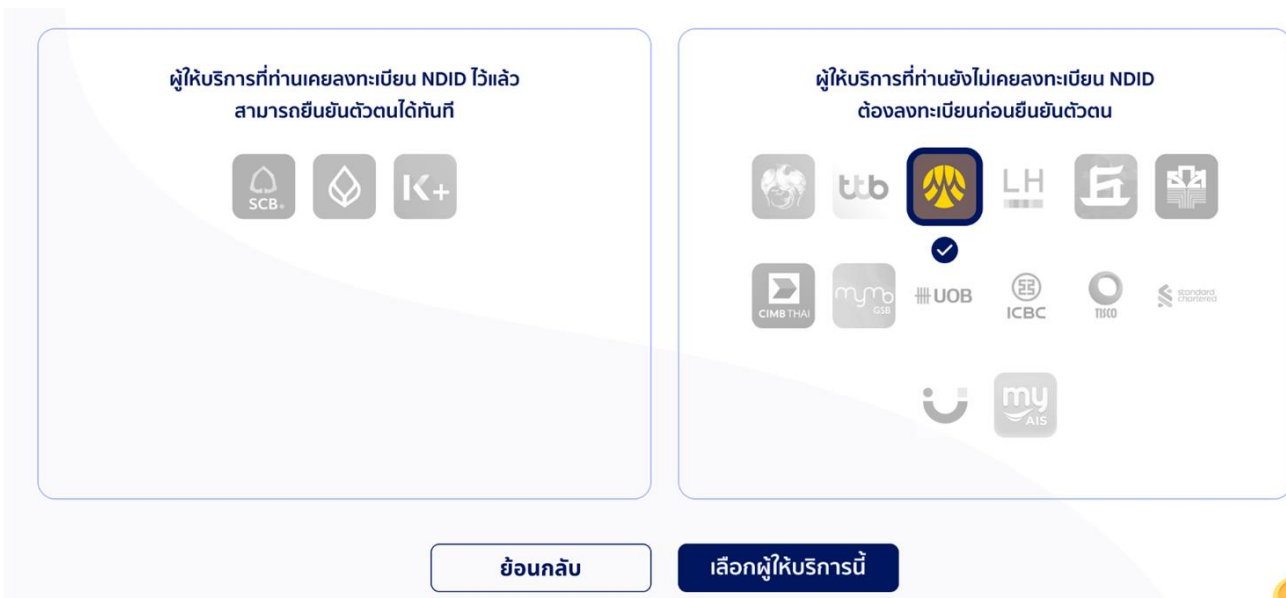 ผู้ให้บริการที่ท่านเคยลงทะเบียน NDID ไว้แล้ว
สามารถยืนยันตัวตนได้ทันที
SCB
K+
ผู้ให้บริการที่ท่านยังไม่เคยลงทะเบียน NDID
ต้องลงทะเบียนก่อนยืนยันตัวตน
ttb
LH
CIMB THAI
mymo
GSB
UOB
ICBC
TISCO
standard
chartered
my
AIS
ย้อนกลับ
เลือกผู้ให้บริการนี้